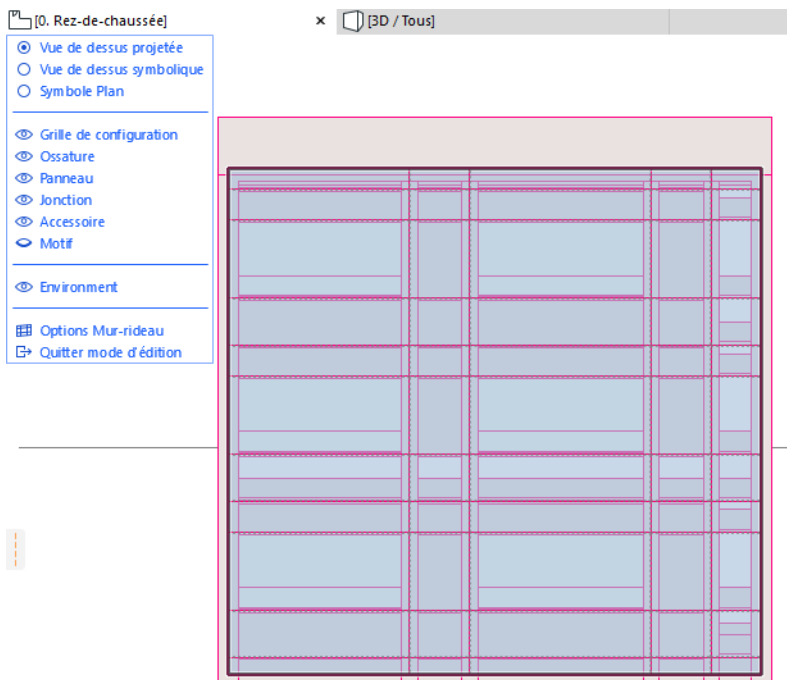 [0. Rez-de-chaussée]
[3D / Tous]
Vue de dessus projetée
Vue de dessus symbolique
Symbole Plan
Grille de configuration
Ossature
Panneau
Jonction
Accessoire
Motif
Environment
Options Mur-rideau
Quitter mode d'édition